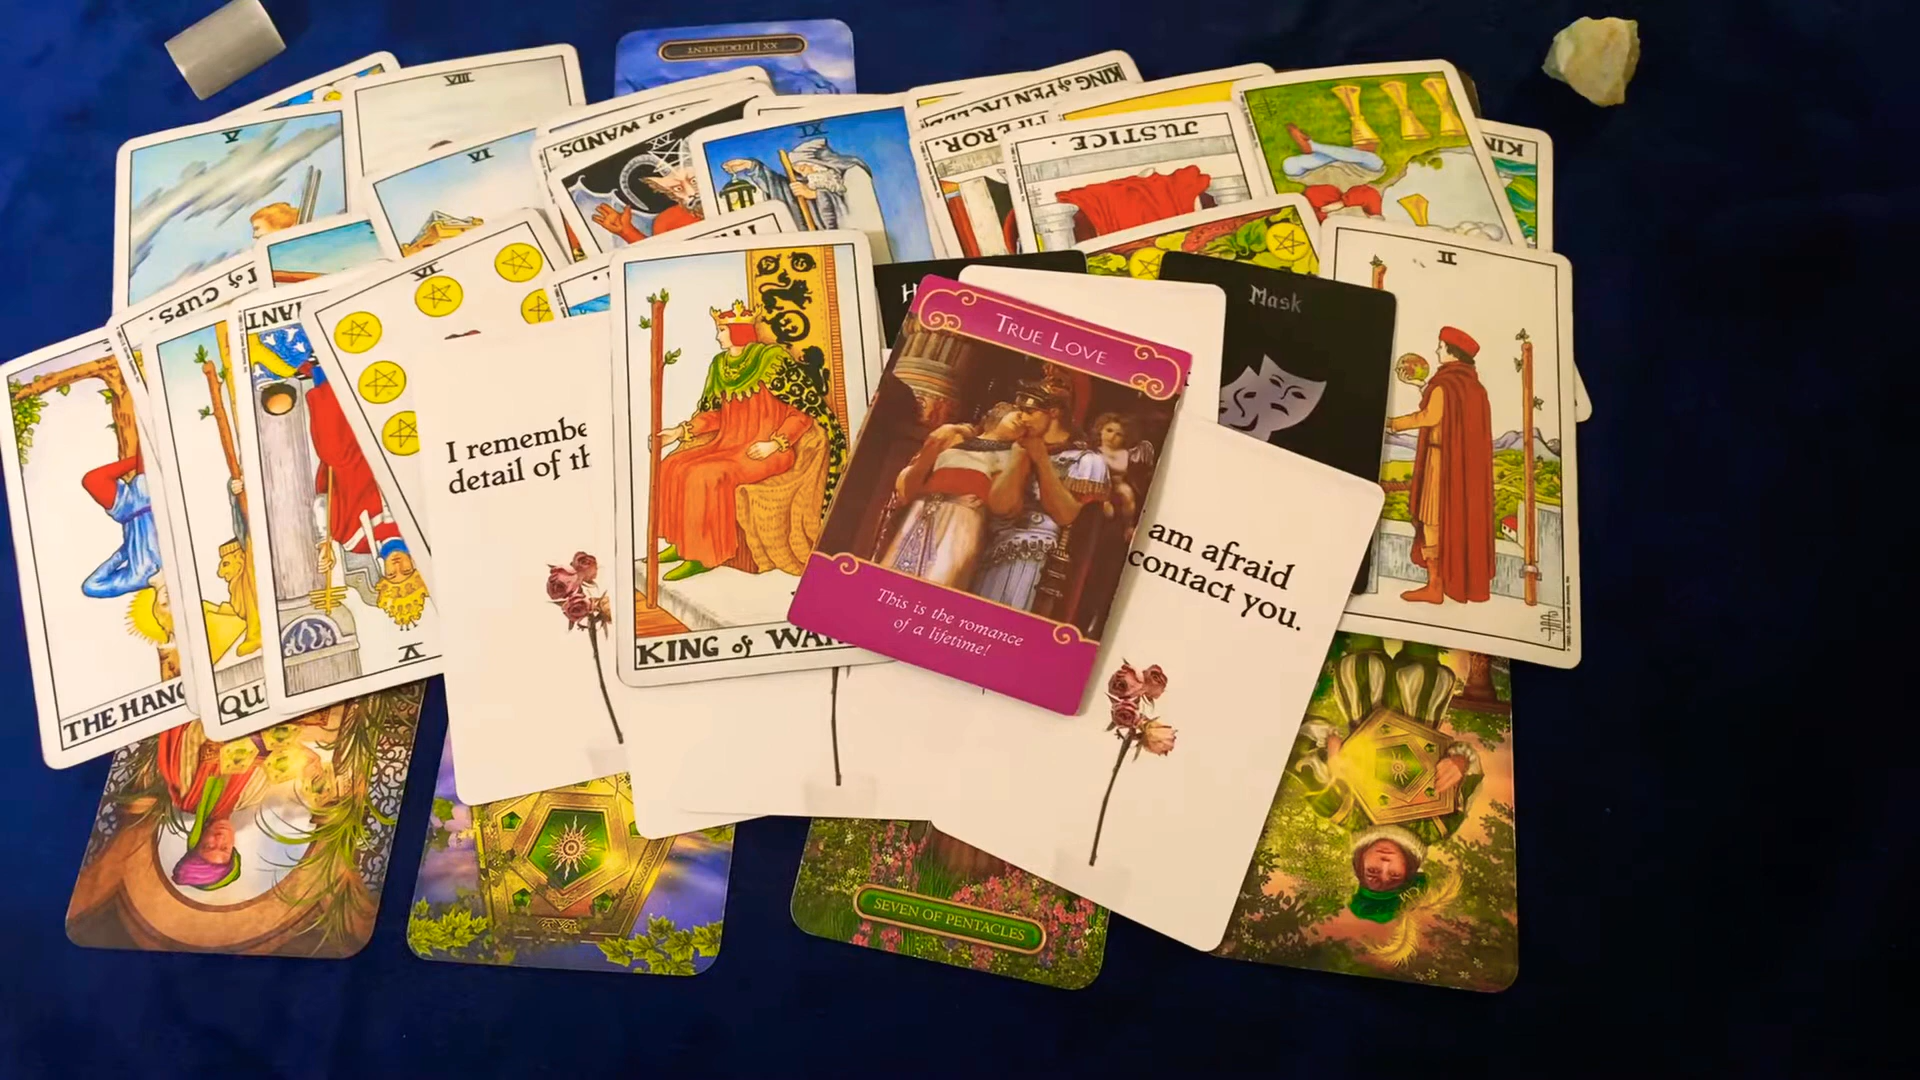 XX | JUDGEMENT
VIII
KING of PENTACLES
V
IX
of WANDS.
XI
JUSTICE.
of CUPS.
VI
II
Mask
TRUE LOVE
I remembe
detail of th
am afraid
contact you.
This is the romance
of a lifetime!
KING of WAN
THE HANG
QU
V
SEVEN OF PENTACLES